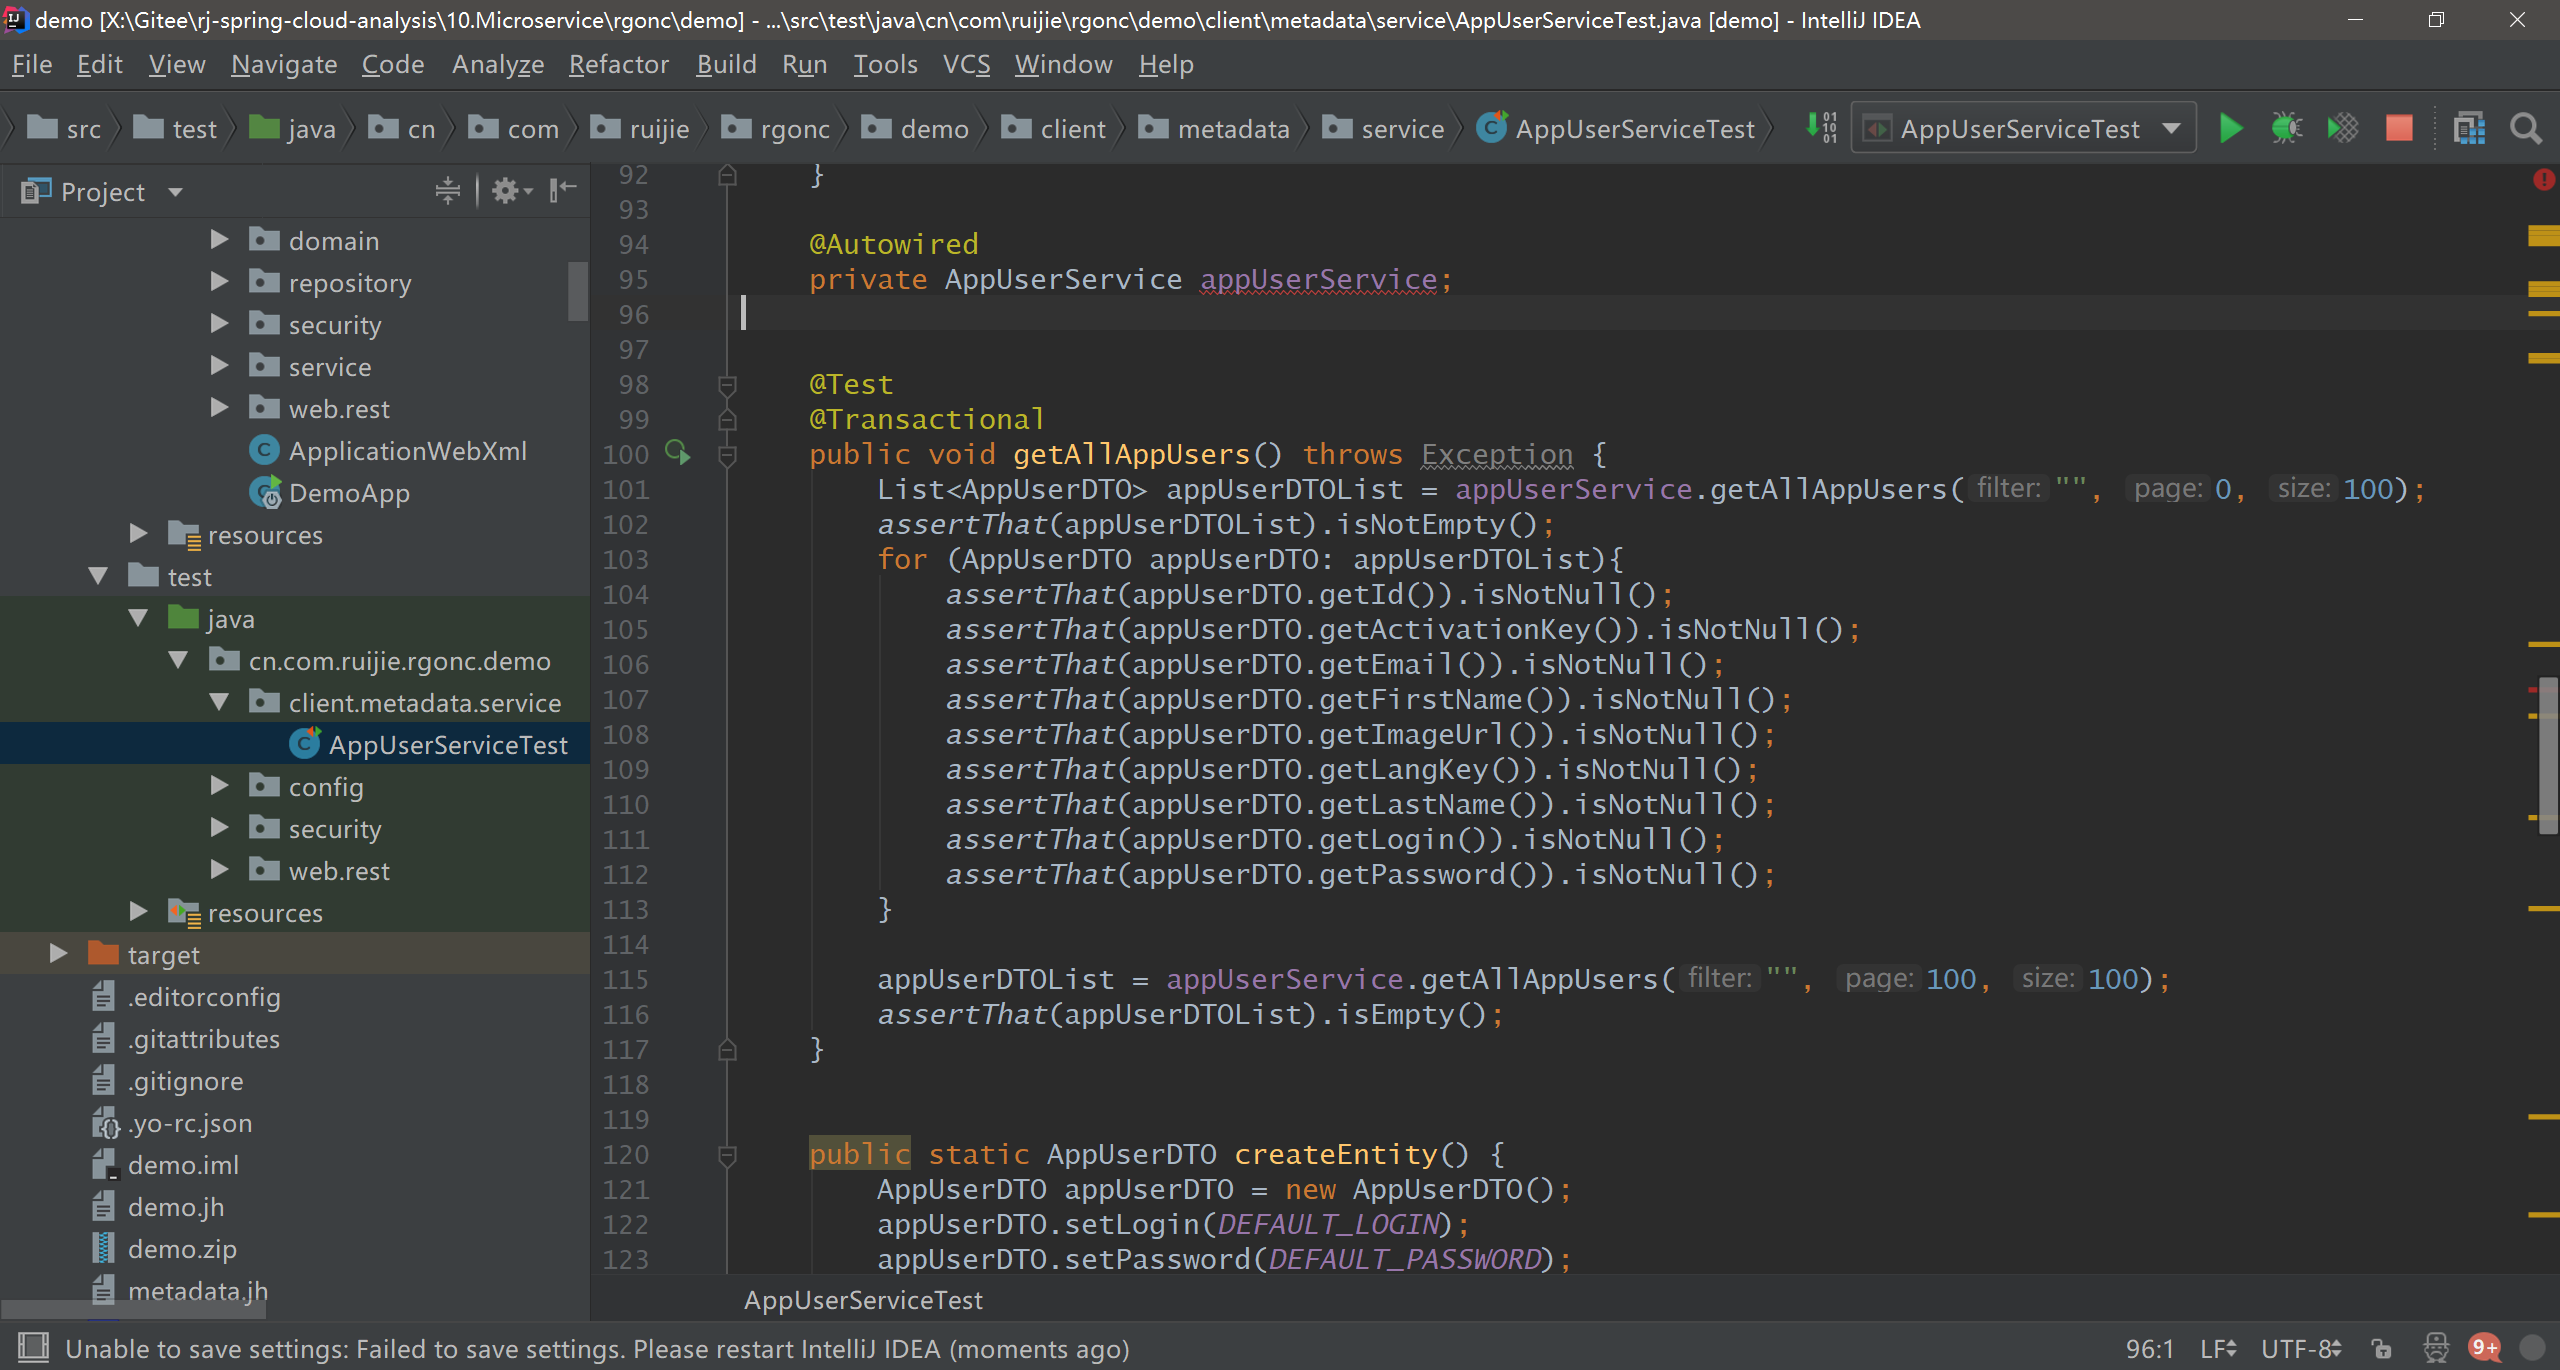 demo [X:\Gitee\rj-spring-cloud-analysis\10.Microservice\rgonc\demo] - ...\src\test\java\cn\com\ruijie\rgonc\demo\client\metadata\service\AppUserServiceTest.java [demo] - IntelliJ IDEA
File Edit View Navigate Code Analyze Refactor Build Run Tools VCS Window Help
src test java cn com ruijie rgonc demo client metadata service AppUserServiceTest AppUserServiceTest
Project
domain
repository
security
service
web.rest
ApplicationWebXml
DemoApp
resources
test
java
cn.com.ruijie.rgonc.demo
client.metadata.service
AppUserServiceTest
config
security
web.rest
resources
target
.editorconfig
.gitattributes
.gitignore
.yo-rc.json
demo.iml
demo.jh
demo.zip
metadata.jh
92 }
93
94 @Autowired
95 private AppUserService appUserService;
96
97
98 @Test
99 @Transactional
100 public void getAllAppUsers() throws Exception {
101 List<AppUserDTO> appUserDTOList = appUserService.getAllAppUsers( filter: "", page: 0, size: 100);
102 assertThat(appUserDTOList).isNotEmpty();
103 for (AppUserDTO appUserDTO: appUserDTOList){
104 assertThat(appUserDTO.getId()).isNotNull();
105 assertThat(appUserDTO.getActivationKey()).isNotNull();
106 assertThat(appUserDTO.getEmail()).isNotNull();
107 assertThat(appUserDTO.getFirstName()).isNotNull();
108 assertThat(appUserDTO.getImageUrl()).isNotNull();
109 assertThat(appUserDTO.getLangKey()).isNotNull();
110 assertThat(appUserDTO.getLastName()).isNotNull();
111 assertThat(appUserDTO.getLogin()).isNotNull();
112 assertThat(appUserDTO.getPassword()).isNotNull();
113 }
114
115 appUserDTOList = appUserService.getAllAppUsers( filter: "", page: 100, size: 100);
116 assertThat(appUserDTOList).isEmpty();
117 }
118
119
120 public static AppUserDTO createEntity() {
121 AppUserDTO appUserDTO = new AppUserDTO();
122 appUserDTO.setLogin(DEFAULT_LOGIN);
123 appUserDTO.setPassword(DEFAULT_PASSWORD);
AppUserServiceTest
Unable to save settings: Failed to save settings. Please restart IntelliJ IDEA (moments ago) 96:1 LF UTF-8 9+